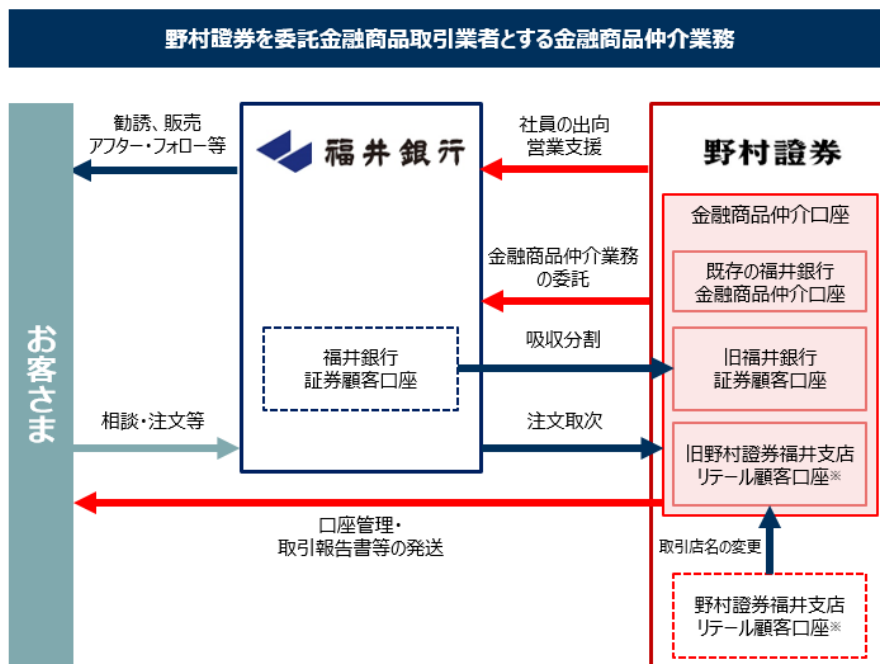 野村證券を委託金融商品取引業者とする金融商品仲介業務
勧誘、販売
アフター・フォロー等
福井銀行
社員の出向
営業支援
野村證券
金融商品仲介口座
金融商品仲介業務
の委託
既存の福井銀行
金融商品仲介口座
お客さま
福井銀行
証券顧客口座
吸収分割
旧福井銀行
証券顧客口座
相談・注文等
注文取次
旧野村證券福井支店
リテール顧客口座※
口座管理・
取引報告書等の発送
取引店名の変更
野村證券福井支店
リテール顧客口座※